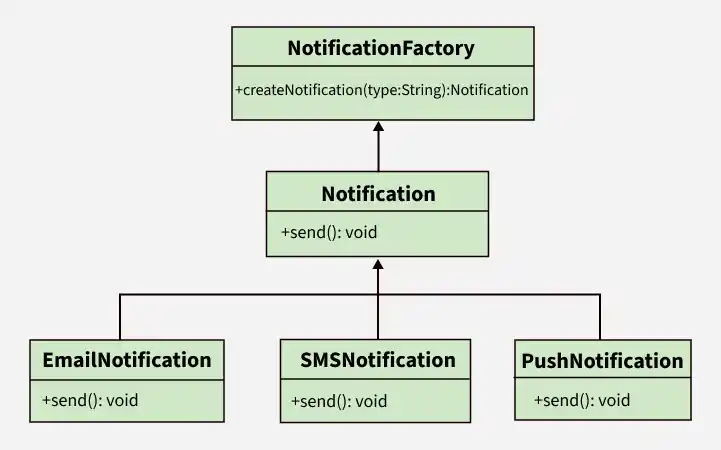 NotificationFactory
+createNotification(type:String):Notification
Notification
+send(): void
EmailNotification
+send(): void
SMSNotification
+send(): void
PushNotification
+send(): void